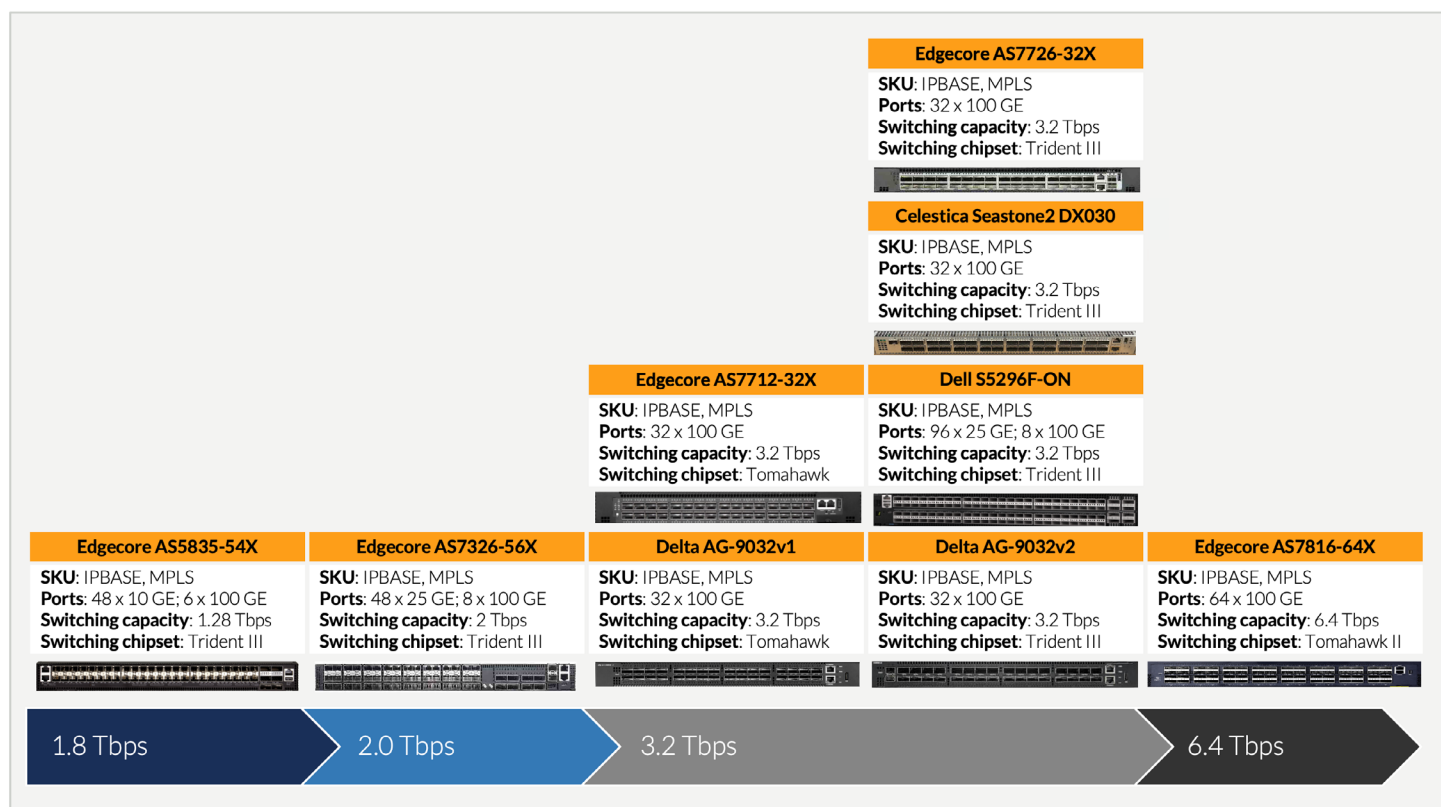 Edgecore AS7726-32X
SKU: IPBASE, MPLS
Ports: 32 x 100 GE
Switching capacity: 3.2 Tbps
Switching chipset: Trident III
Celestica Seastone2 DX030
SKU: IPBASE, MPLS
Ports: 32 x 100 GE
Switching capacity: 3.2 Tbps
Switching chipset: Trident III
Edgecore AS7712-32X
SKU: IPBASE, MPLS
Ports: 32 x 100 GE
Switching capacity: 3.2 Tbps
Switching chipset: Tomahawk
Dell S5296F-ON
SKU: IPBASE, MPLS
Ports: 96 x 25 GE; 8 x 100 GE
Switching capacity: 3.2 Tbps
Switching chipset: Trident III
Edgecore AS5835-54X
SKU: IPBASE, MPLS
Ports: 48 x 10 GE; 6 x 100 GE
Switching capacity: 1.28 Tbps
Switching chipset: Trident III
Edgecore AS7326-56X
SKU: IPBASE, MPLS
Ports: 48 x 25 GE; 8 x 100 GE
Switching capacity: 2 Tbps
Switching chipset: Trident III
Delta AG-9032v1
SKU: IPBASE, MPLS
Ports: 32 x 100 GE
Switching capacity: 3.2 Tbps
Switching chipset: Tomahawk
Delta AG-9032v2
SKU: IPBASE, MPLS
Ports: 32 x 100 GE
Switching capacity: 3.2 Tbps
Switching chipset: Trident III
Edgecore AS7816-64X
SKU: IPBASE, MPLS
Ports: 64 x 100 GE
Switching capacity: 6.4 Tbps
Switching chipset: Tomahawk II
1.8 Tbps
2.0 Tbps
3.2 Tbps
6.4 Tbps